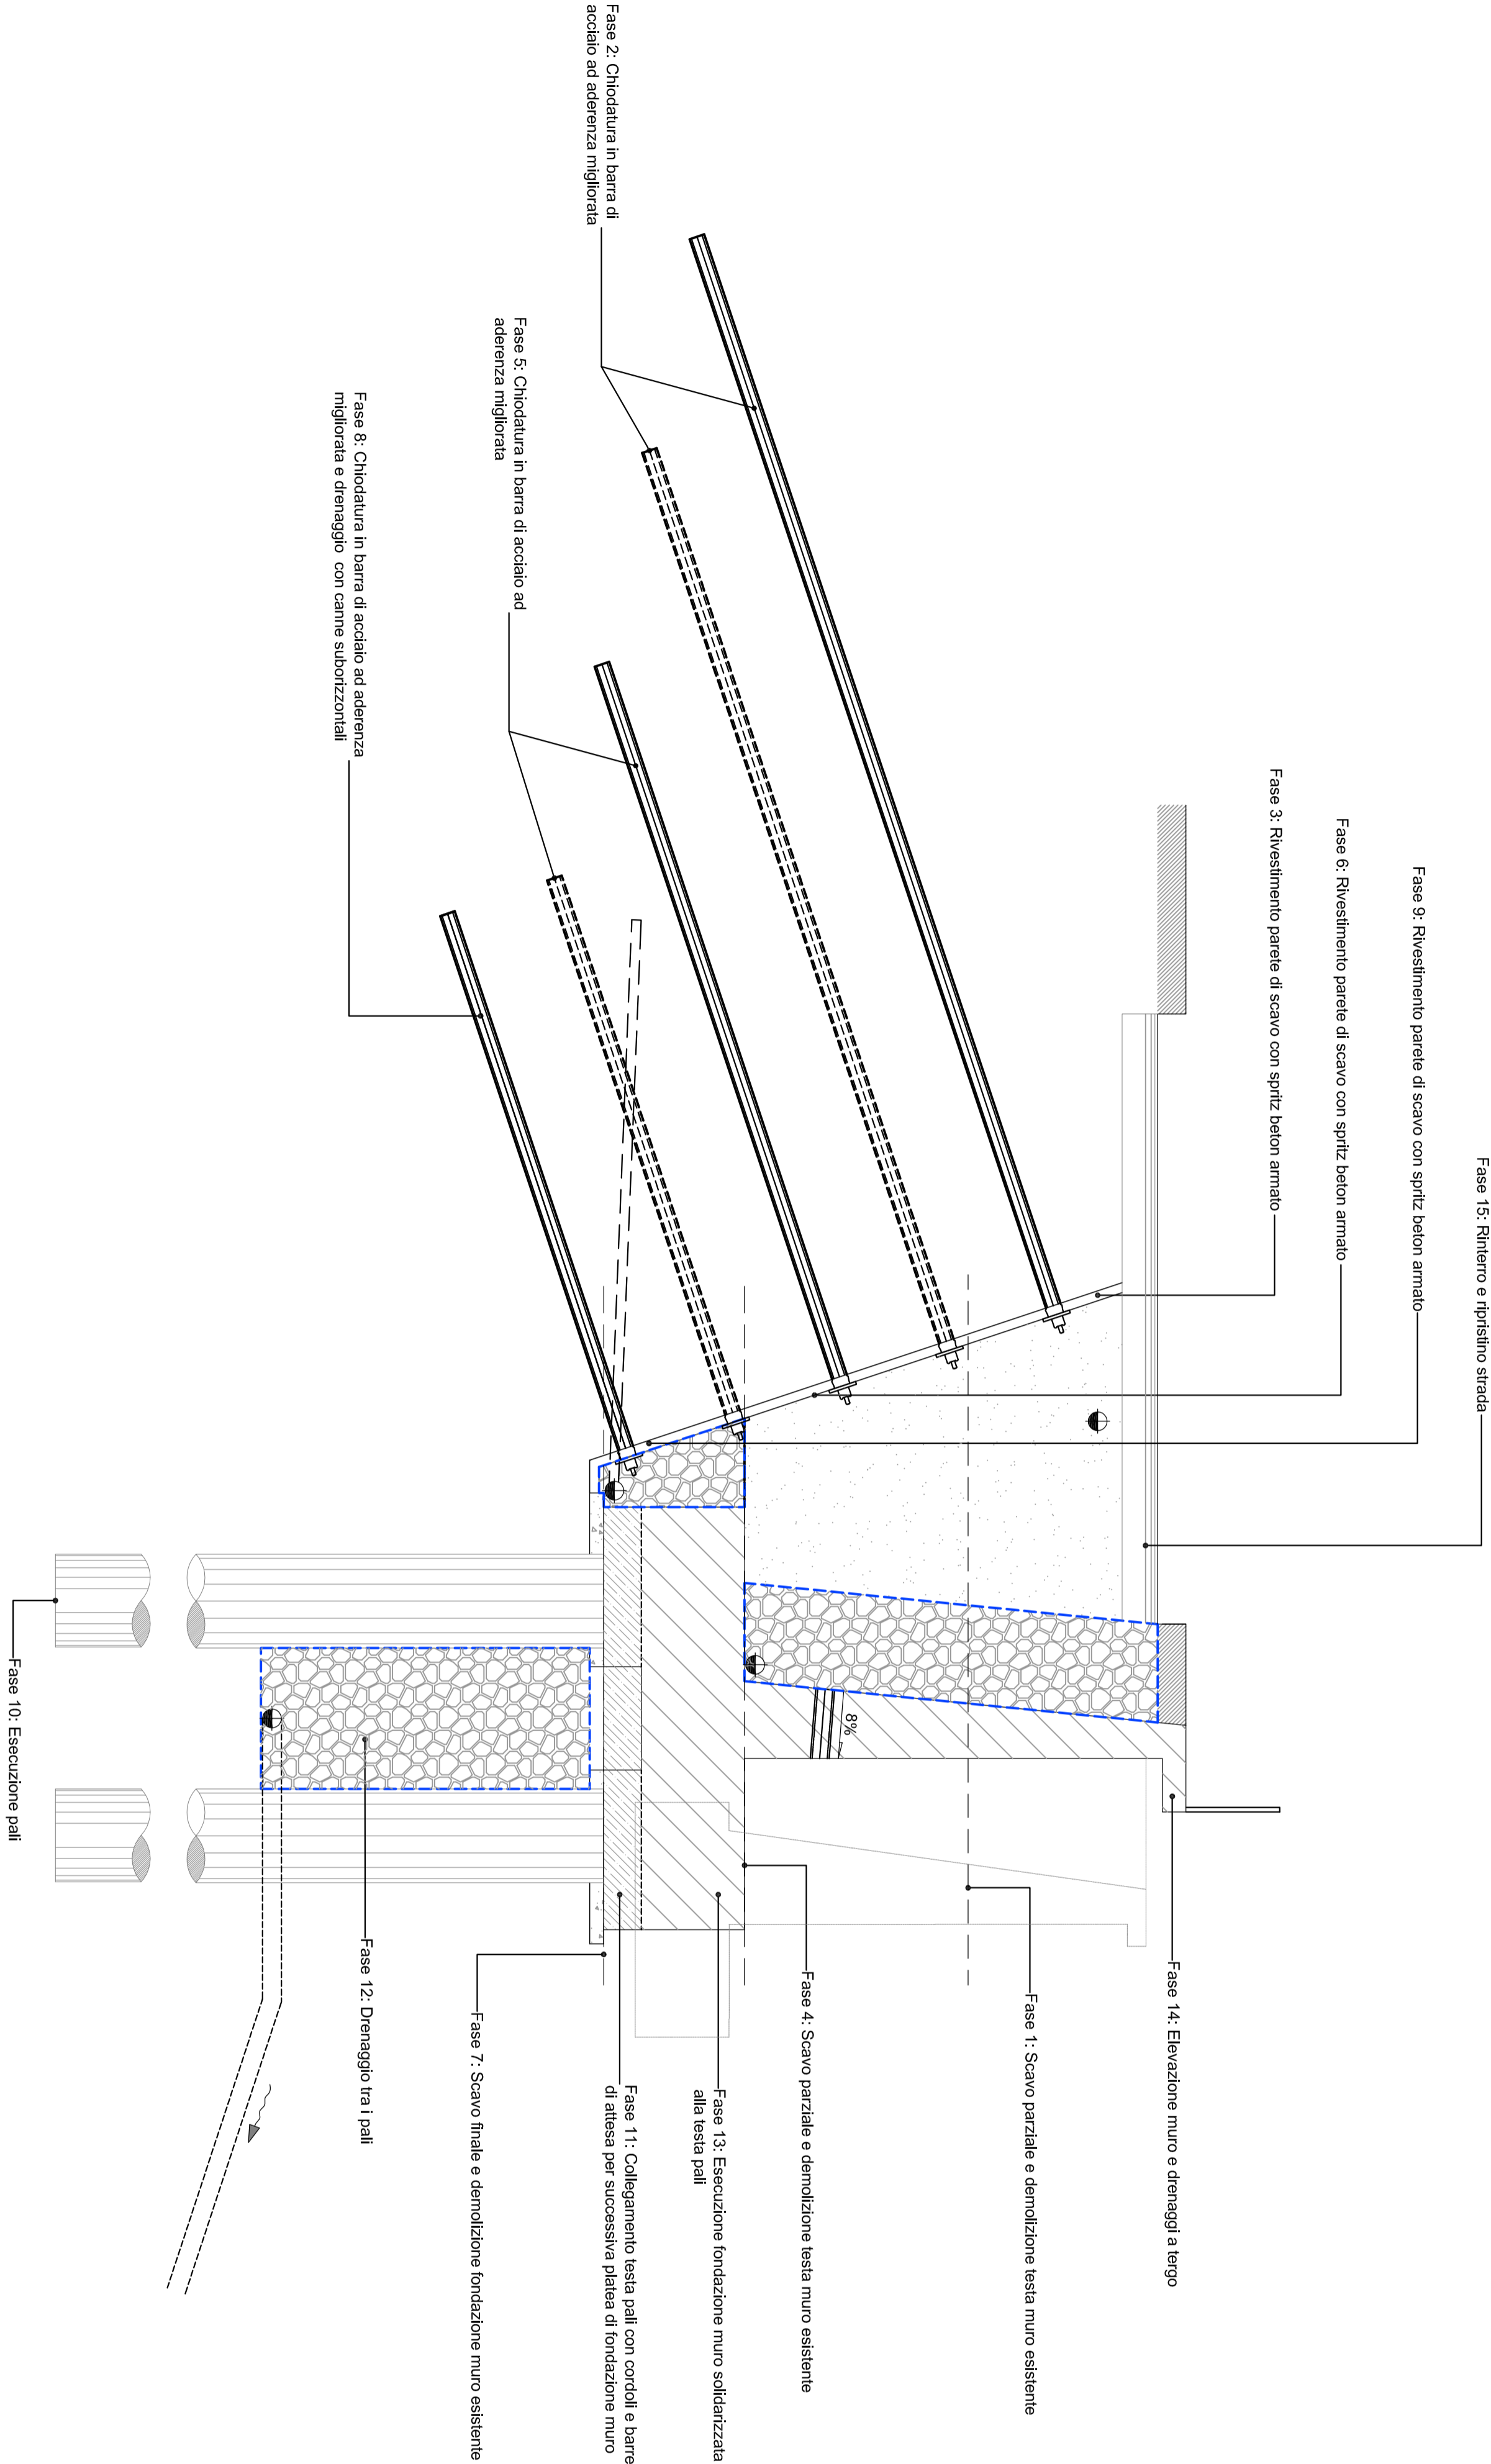 Fase 15: Rinterro e ripristino strada
Fase 9: Rivestimento parete di scavo con spritz beton armato
Fase 6: Rivestimento parete di scavo con spritz beton armato
Fase 3: Rivestimento parete di scavo con spritz beton armato
Fase 2: Chiodatura in barra di
acciaio ad aderenza migliorata
Fase 5: Chiodatura in barra di acciaio ad
aderenza migliorata
Fase 8: Chiodatura in barra di acciaio ad aderenza
migliorata e drenaggio con canne suborizzontali
8%
Fase 14: Elevazione muro e drenaggi a tergo
Fase 1: Scavo parziale e demolizione testa muro esistente
Fase 4: Scavo parziale e demolizione testa muro esistente
Fase 13: Esecuzione fondazione muro solidarizzata
alla testa pali
Fase 11: Collegamento testa pali con cordoli e barre
di attesa per successiva platea di fondazione muro
Fase 7: Scavo finale e demolizione fondazione muro esistente
Fase 12: Drenaggio tra i pali
Fase 10: Esecuzione pali